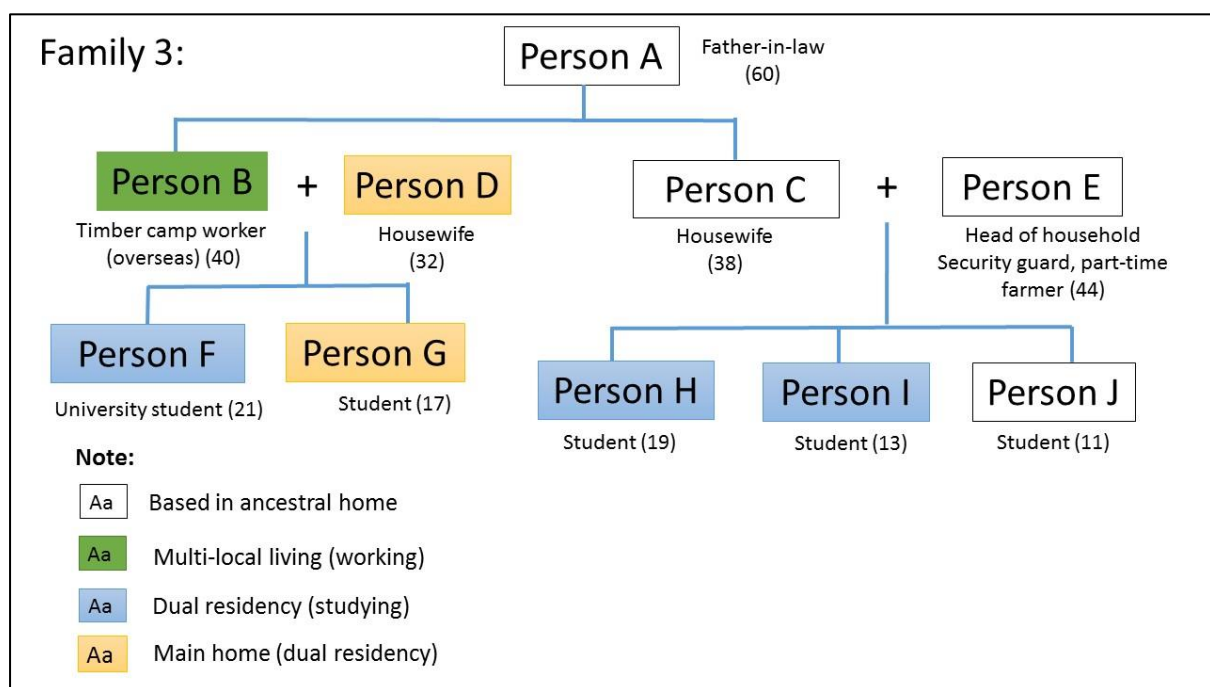 Family 3:
Person A
Father-in-law
(60)
Person B
+
Person D
Person C
+
Person E
Timber camp worker
(overseas) (40)
Housewife
(32)
Housewife
(38)
Head of household
Security guard, part-time
farmer (44)
Person F
Person G
Person H
Person I
Person J
University student (21)
Student (17)
Student (19)
Student (13)
Student (11)
Note:
Aa Based in ancestral home
Aa Multi-local living (working)
Aa Dual residency (studying)
Aa Main home (dual residency)